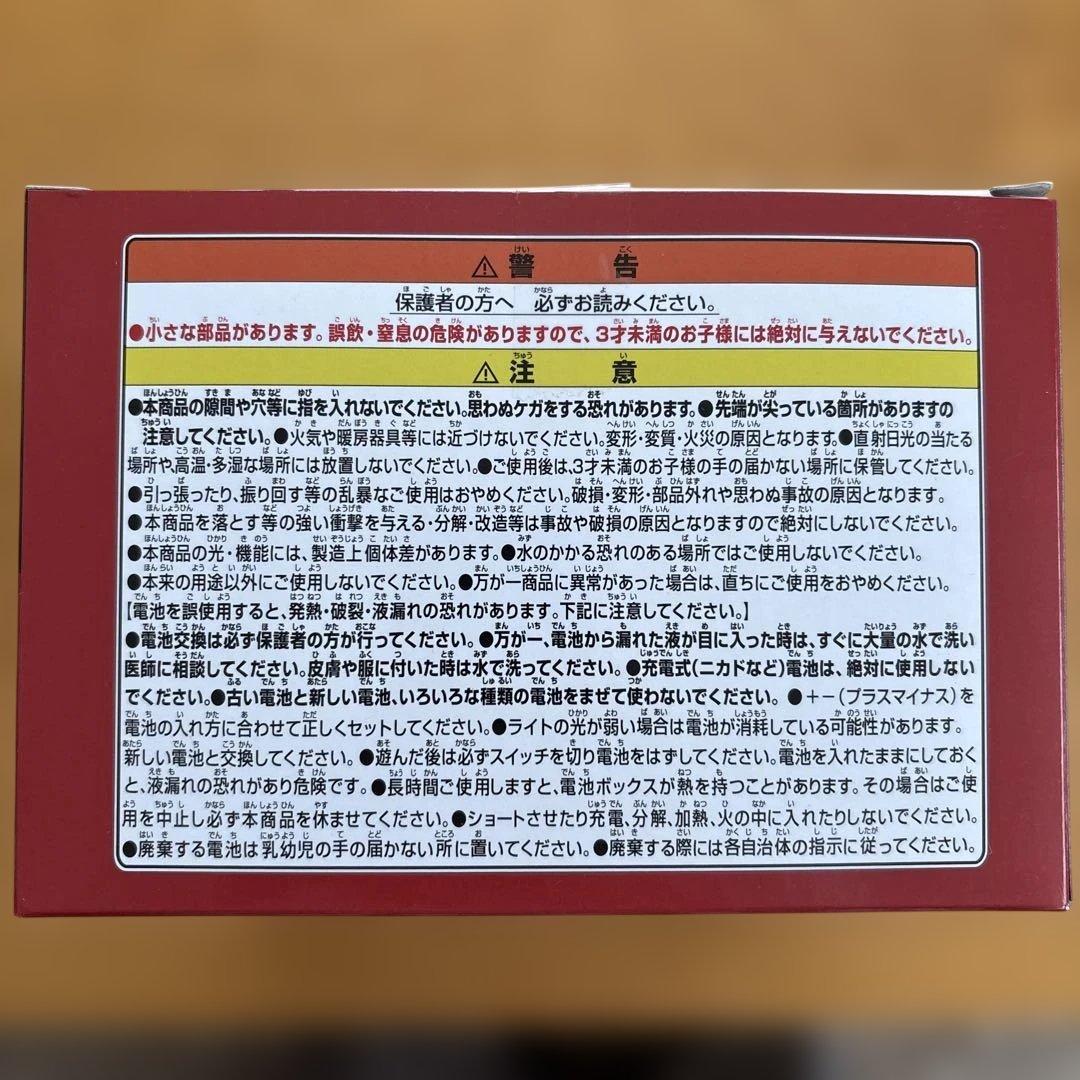 ⚠警告
保護者の方へ 必ずお読みください。
●小さな部品があります。誤飲・窒息の危険がありますので、3才未満のお子様には絶対に与えないでください。
⚠注意
●本商品の隙間や穴等に指を入れないでください。思わぬケガをする恐れがあります。●先端が尖っている箇所がありますの
注意してください。●火気や暖房器具等には近づけないでください。変形・変質・火災の原因となります。●直射日光の当たる
場所や、高温・多湿な場所には放置しないでください。●ご使用後は、3才未満のお子様の手の届かない場所に保管してください。
●引っ張ったり、振り回す等の乱暴なご使用はおやめください。破損・変形・部品外れや思わぬ事故の原因となります。
●本商品を落とす等の強い衝撃を与える・分解・改造等は事故や破損の原因となりますので絶対にしないでください。
●本商品の光・機能には、製造上個体差があります。●水のかかる恐れのある場所ではご使用しないでください。
●本来の用途以外にご使用しないでください。●万が一商品に異常があった場合は、直ちにご使用をおやめください。
【電池を誤使用すると、発熱・破裂・液漏れの恐れがあります。下記に注意してください。】
●電池交換は必ず保護者の方が行ってください。●万が一、電池から漏れた液が目に入った時は、すぐに大量の水で洗い
医師に相談してください。皮膚や服に付いた時は水で洗ってください。●充電式(ニカドなど)電池は、絶対に使用しない
でください。●古い電池と新しい電池、いろいろな種類の電池をまぜて使わないでください。●＋－(プラスマイナス)を
電池の入れ方に合わせて正しくセットしてください。●ライトの光が弱い場合は電池が消耗している可能性があります。
新しい電池と交換してください。●遊んだ後は必ずスイッチを切り電池をはずしてください。電池を入れたままにしておく
と、液漏れの恐れがあり危険です。●長時間ご使用しますと、電池ボックスが熱を持つことがあります。その場合はご使
用を中止し必ず本商品を休ませてください。●ショートさせたり充電、分解、加熱、火の中に入れたりしないでください。
●廃棄する電池は乳幼児の手の届かない所に置いてください。●廃棄する際には各自治体の指示に従ってください。